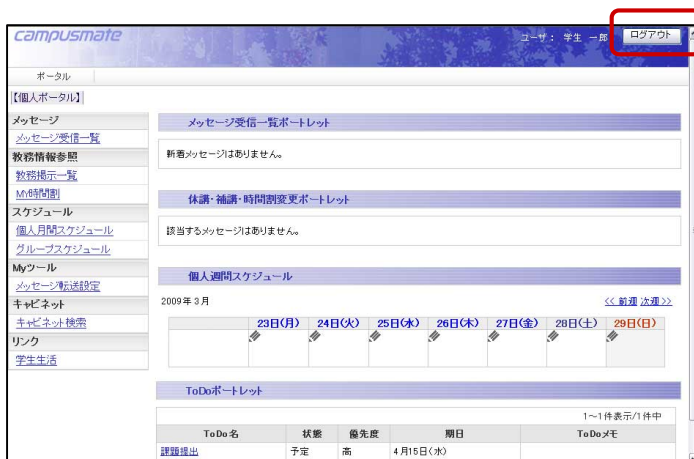 campusmate
ユーザ： 学生 一郎 ログアウト
ポータル
【個人ポータル】
メッセージ
メッセージ受信一覧
教務情報参照
教務掲示一覧
MY時間割
スケジュール
個人月間スケジュール
グループスケジュール
Myツール
メッセージ転送設定
キャビネット
キャビネット検索
リンク
学生生活
メッセージ受信一覧ポートレット
新着メッセージはありません。
休講・補講・時間割変更ポートレット
該当するメッセージはありません。
個人週間スケジュール
2009年 3月 << 前週 次週>>
23日(月) 24日(火) 25日(水) 26日(木) 27日(金) 28日(土) 29日(日)
ToDoポートレット
1～1件表示/1件中
ToDo名 状態 優先度 期日 ToDoメモ
課題提出 予定 高 4月15日(水)